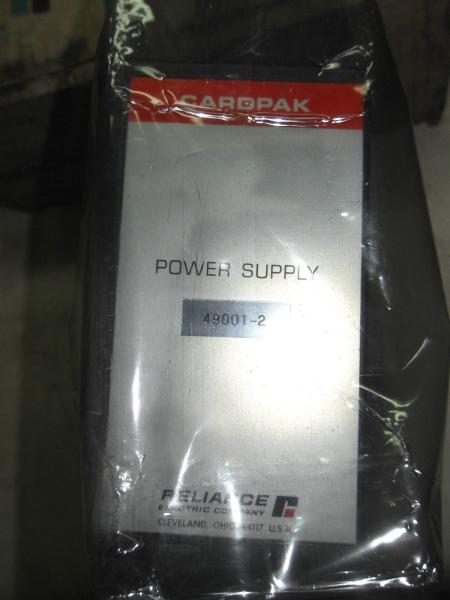 CARDPAK
POWER SUPPLY
49001-2
RELIANCE
ELECTRIC COMPANY
CLEVELAND, OHIO 44117 U.S.A.